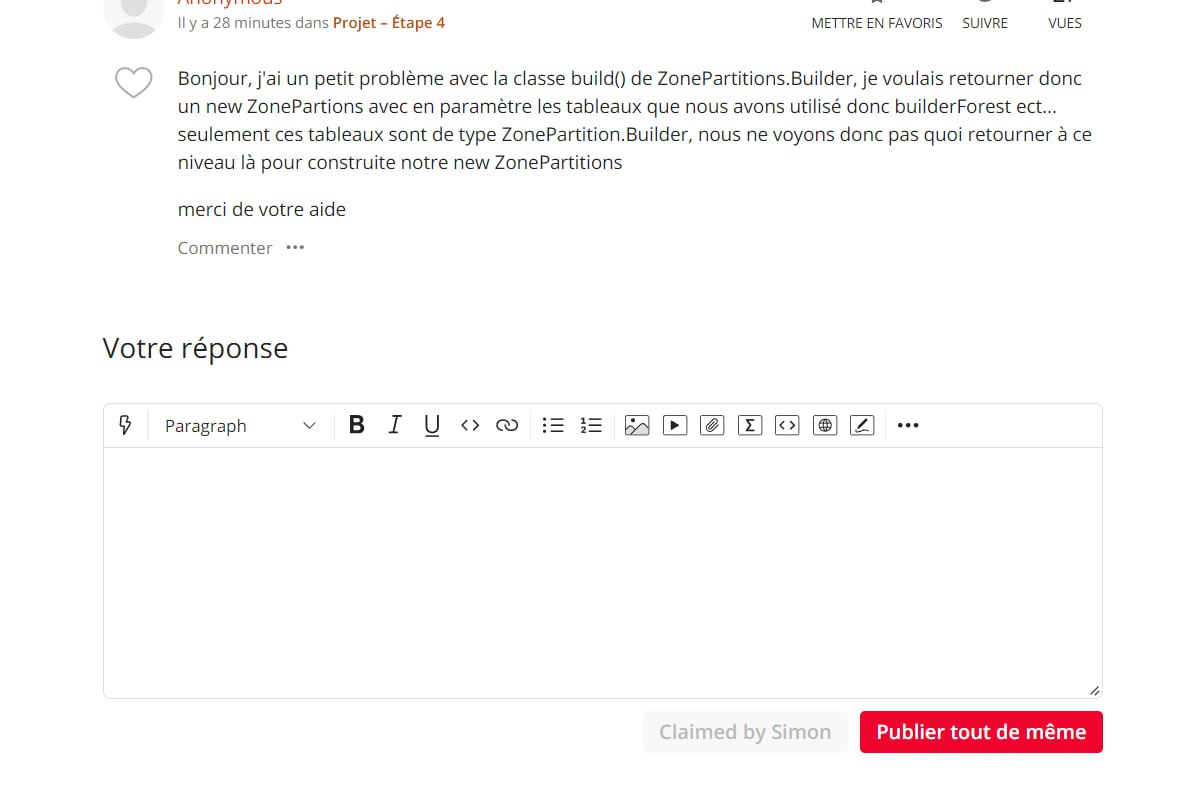 Anonymous
Il y a 28 minutes dans Projet – Étape 4
METTRE EN FAVORIS SUIVRE VUES
Bonjour, j'ai un petit problème avec la classe build() de ZonePartitions.Builder, je voulais retourner donc
un new ZonePartions avec en paramètre les tableaux que nous avons utilisé donc builderForest ect...
seulement ces tableaux sont de type ZonePartition.Builder, nous ne voyons donc pas quoi retourner à ce
niveau là pour construite notre new ZonePartitions
merci de votre aide
Commenter
Votre réponse
Paragraph
Claimed by Simon
Publier tout de même